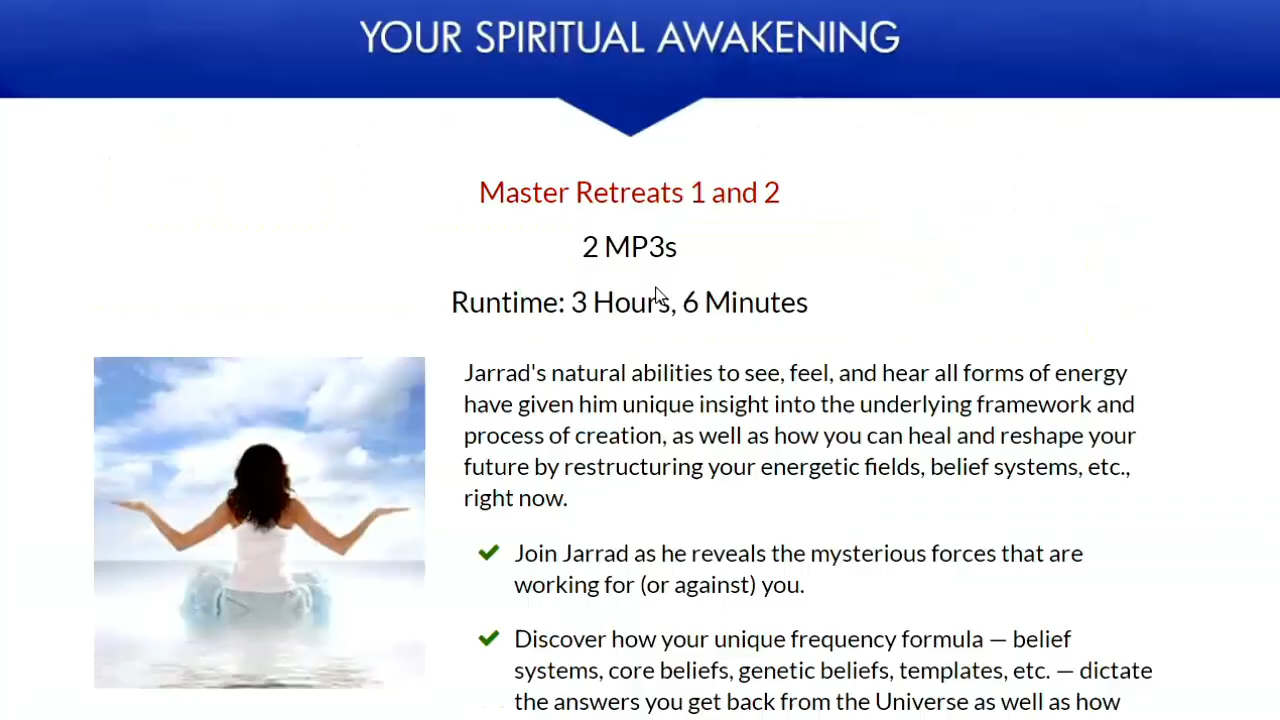 YOUR SPIRITUAL AWAKENING
Master Retreats 1 and 2
2 MP3s
Runtime: 3 Hours, 6 Minutes
Jarrad's natural abilities to see, feel, and hear all forms of energy
have given him unique insight into the underlying framework and
process of creation, as well as how you can heal and reshape your
future by restructuring your energetic fields, belief systems, etc.,
right now.
Join Jarrad as he reveals the mysterious forces that are
working for (or against) you.
Discover how your unique frequency formula — belief
systems, core beliefs, genetic beliefs, templates, etc. — dictate
the answers you get back from the Universe as well as how